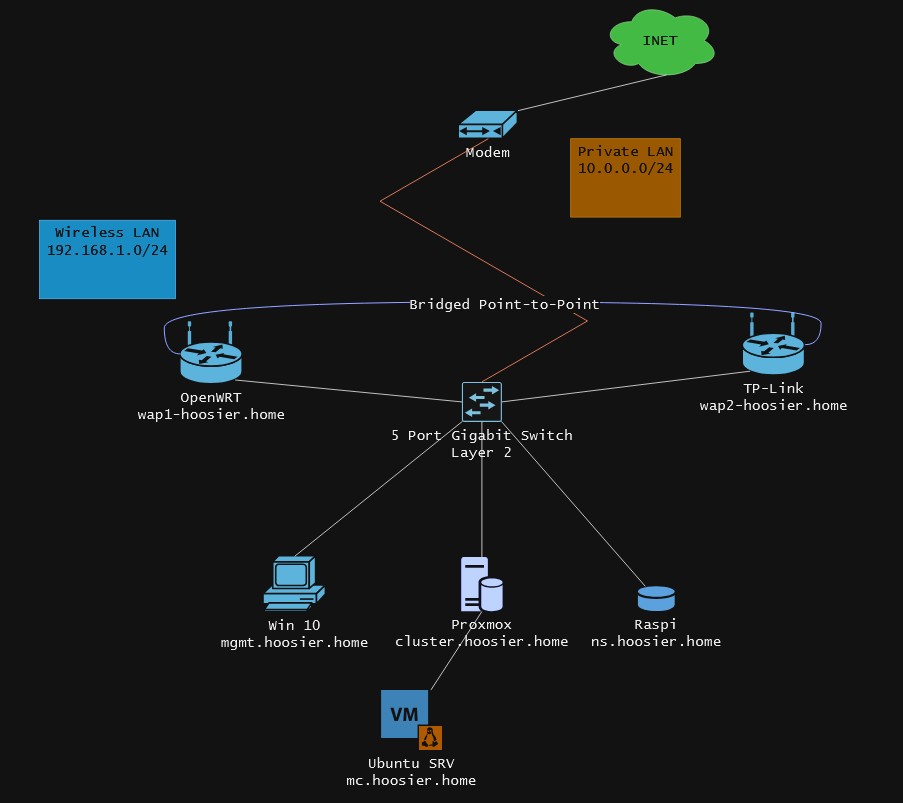 INET
Modem
Private LAN
10.0.0.0/24
Wireless LAN
192.168.1.0/24
Bridged Point-to-Point
OpenWRT
wap1-hoosier.home
TP-Link
wap2-hoosier.home
5 Port Gigabit Switch
Layer 2
Win 10
mgmt.hoosier.home
Proxmox
cluster.hoosier.home
Raspi
ns.hoosier.home
VM
Ubuntu SRV
mc.hoosier.home